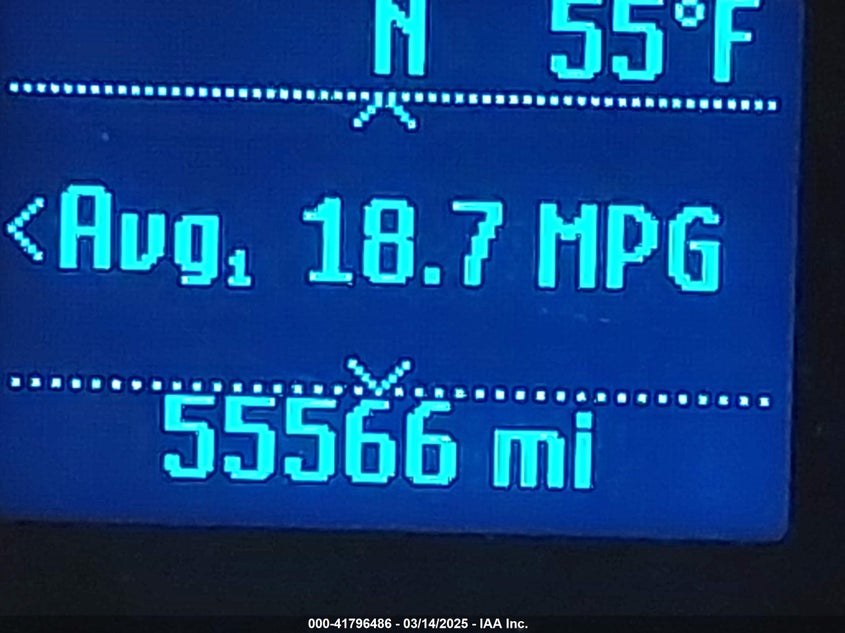 N 55°F
<Avg1 18.7 MPG
55566 mi
000-41796486 - 03/14/2025 - IAA Inc.